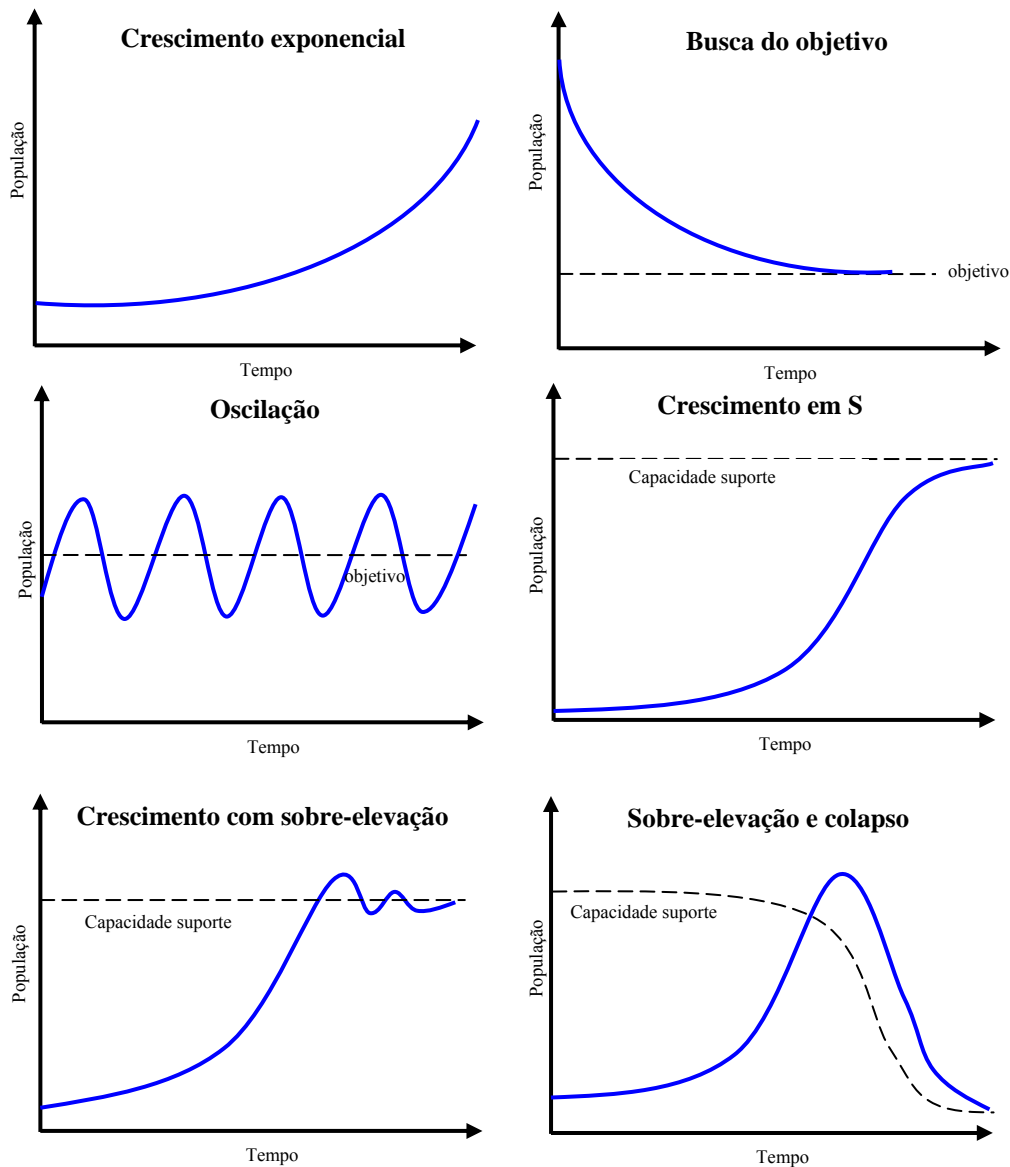 Crescimento exponencial
População
Tempo
Busca do objetivo
População
objetivo
Tempo
Oscilação
População
objetivo
Tempo
Crescimento em S
Capacidade suporte
População
Tempo
Crescimento com sobre-elevação
Capacidade suporte
População
Tempo
Sobre-elevação e colapso
Capacidade suporte
População
Tempo